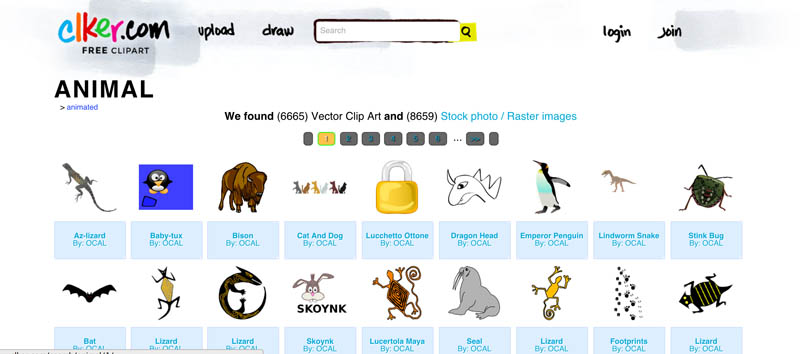 clker.com
FREE CLIPART
upload
draw
Search
login
join
ANIMAL
> animated
We found (6665) Vector Clip Art and (8659) Stock photo / Raster images
1 2 3 4 5 6 ... >>
Az-lizard Baby-tux Bison Cat And Dog Lucchetto Ottone Dragon Head Emperor Penguin Lindworm Snake Stink Bug
By: OCAL By: OCAL By: OCAL By: OCAL By: OCAL By: OCAL By: OCAL By: OCAL By: OCAL
SKOYNK
Bat Lizard Lizard Skoynk Lucertola Maya Seal Lizard Footprints Lizard
By: OCAL By: OCAL By: OCAL By: OCAL By: OCAL By: OCAL By: OCAL By: OCAL By: OCAL